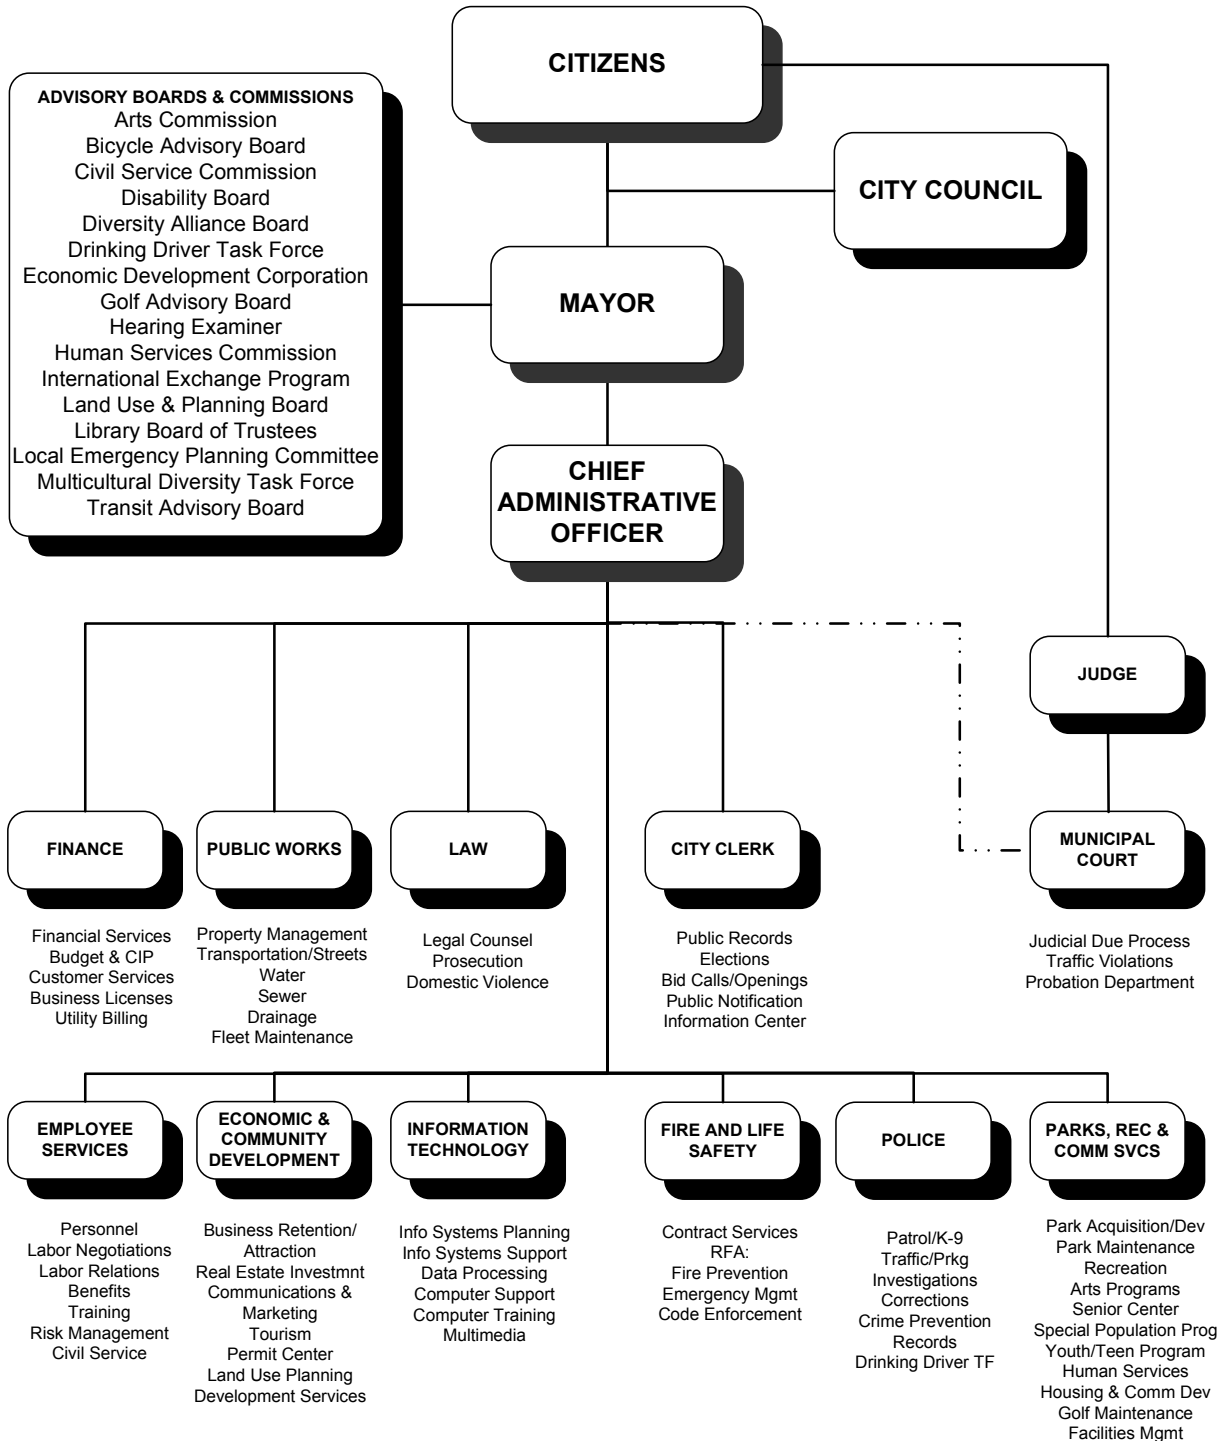 CITIZENS
ADVISORY BOARDS & COMMISSIONS
Arts Commission
Bicycle Advisory Board
Civil Service Commission
Disability Board
Diversity Alliance Board
Drinking Driver Task Force
Economic Development Corporation
Golf Advisory Board
Hearing Examiner
Human Services Commission
International Exchange Program
Land Use & Planning Board
Library Board of Trustees
Local Emergency Planning Committee
Multicultural Diversity Task Force
Transit Advisory Board
CITY COUNCIL
MAYOR
CHIEF
ADMINISTRATIVE
OFFICER
JUDGE
FINANCE
Financial Services
Budget & CIP
Customer Services
Business Licenses
Utility Billing
PUBLIC WORKS
Property Management
Transportation/Streets
Water
Sewer
Drainage
Fleet Maintenance
LAW
Legal Counsel
Prosecution
Domestic Violence
CITY CLERK
Public Records
Elections
Bid Calls/Openings
Public Notification
Information Center
MUNICIPAL
COURT
Judicial Due Process
Traffic Violations
Probation Department
EMPLOYEE
SERVICES
Personnel
Labor Negotiations
Labor Relations
Benefits
Training
Risk Management
Civil Service
ECONOMIC &
COMMUNITY
DEVELOPMENT
Business Retention/
Attraction
Real Estate Investmnt
Communications &
Marketing
Tourism
Permit Center
Land Use Planning
Development Services
INFORMATION
TECHNOLOGY
Info Systems Planning
Info Systems Support
Data Processing
Computer Support
Computer Training
Multimedia
FIRE AND LIFE
SAFETY
Contract Services
RFA:
Fire Prevention
Emergency Mgmt
Code Enforcement
POLICE
Patrol/K-9
Traffic/Prkg
Investigations
Corrections
Crime Prevention
Records
Drinking Driver TF
PARKS, REC &
COMM SVCS
Park Acquisition/Dev
Park Maintenance
Recreation
Arts Programs
Senior Center
Special Population Prog
Youth/Teen Program
Human Services
Housing & Comm Dev
Golf Maintenance
Facilities Mgmt